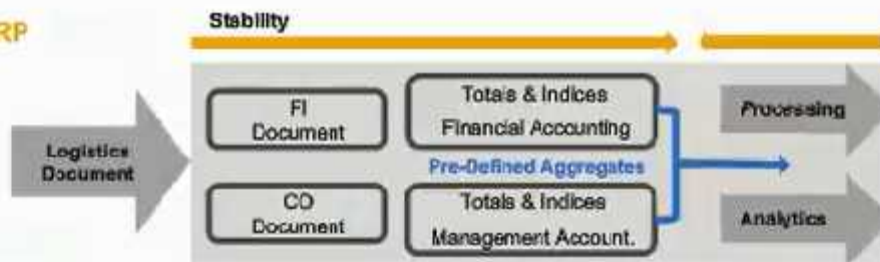 RP
Stability
FI
Document
Totals & Indices
Financial Accounting
Processing
Logistics
Document
Pre-Defined Aggregates
CO
Document
Totals & Indices
Management Account.
Analytics